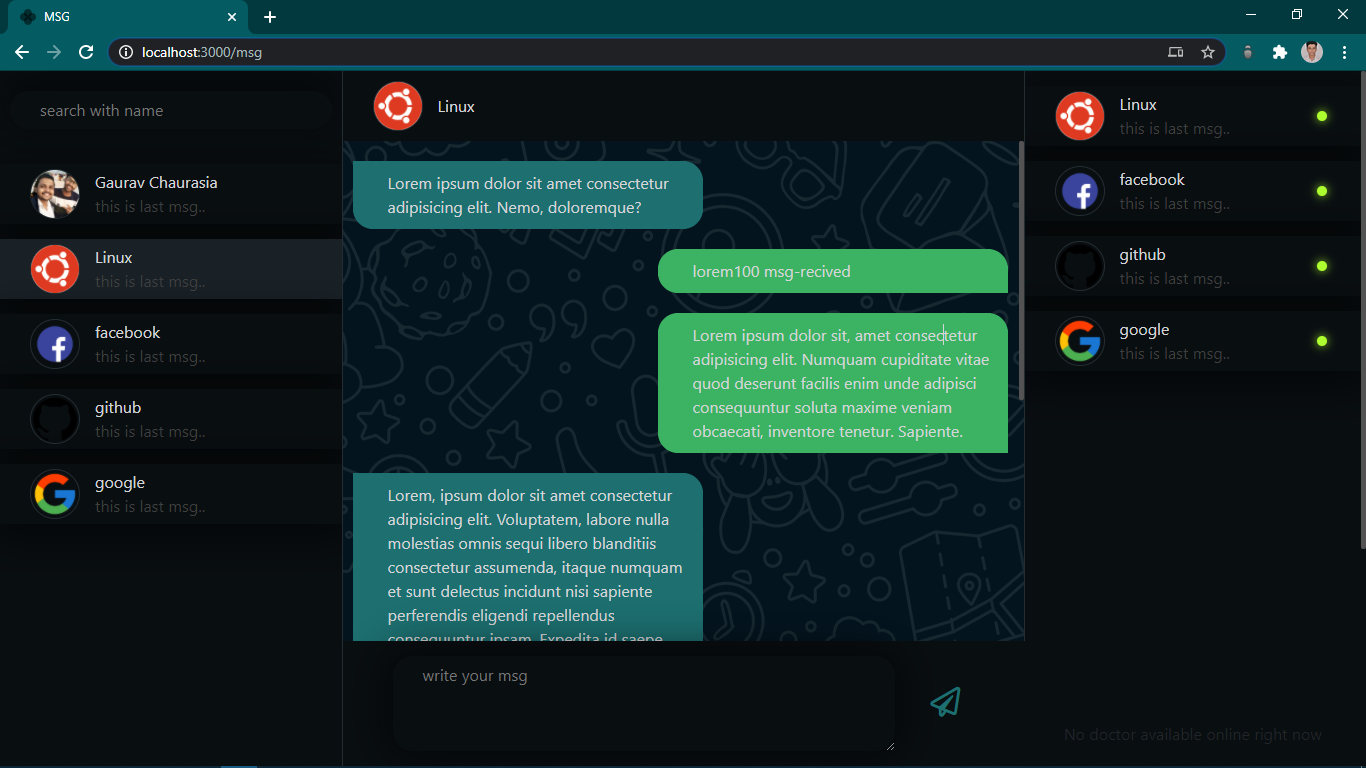 MSG
localhost:3000/msg
search with name
Gaurav Chaurasia
this is last msg..
Linux
this is last msg..
facebook
this is last msg..
github
this is last msg..
google
this is last msg..
Linux
Lorem ipsum dolor sit amet consectetur
adipisicing elit. Nemo, doloremque?
lorem100 msg-recived
Lorem ipsum dolor sit, amet consectetur
adipisicing elit. Numquam cupiditate vitae
quod deserunt facilis enim unde adipisci
consequuntur soluta maxime veniam
obcaecati, inventore tenetur. Sapiente.
Lorem, ipsum dolor sit amet consectetur
adipisicing elit. Voluptatem, labore nulla
molestias omnis sequi libero blanditiis
consectetur assumenda, itaque numquam
et sunt delectus incidunt nisi sapiente
perferendis eligendi repellendus
consequuntur ipsam. Expedita id saepe
write your msg
Linux
this is last msg..
facebook
this is last msg..
github
this is last msg..
google
this is last msg..
No doctor available online right now